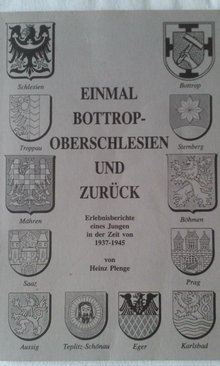 Schlesien
Bottrop
EINMAL
BOTTROP-
OBERSCHLESIEN
UND
ZURÜCK
Troppau
Sternberg
Erlebnisberichte
eines Jungen
in der Zeit von
1937-1945
Mähren
Böhmen
von
Heinz Plenge
Saaz
Prag
Aussig
Teplitz-Schönau
Eger
Karlsbad